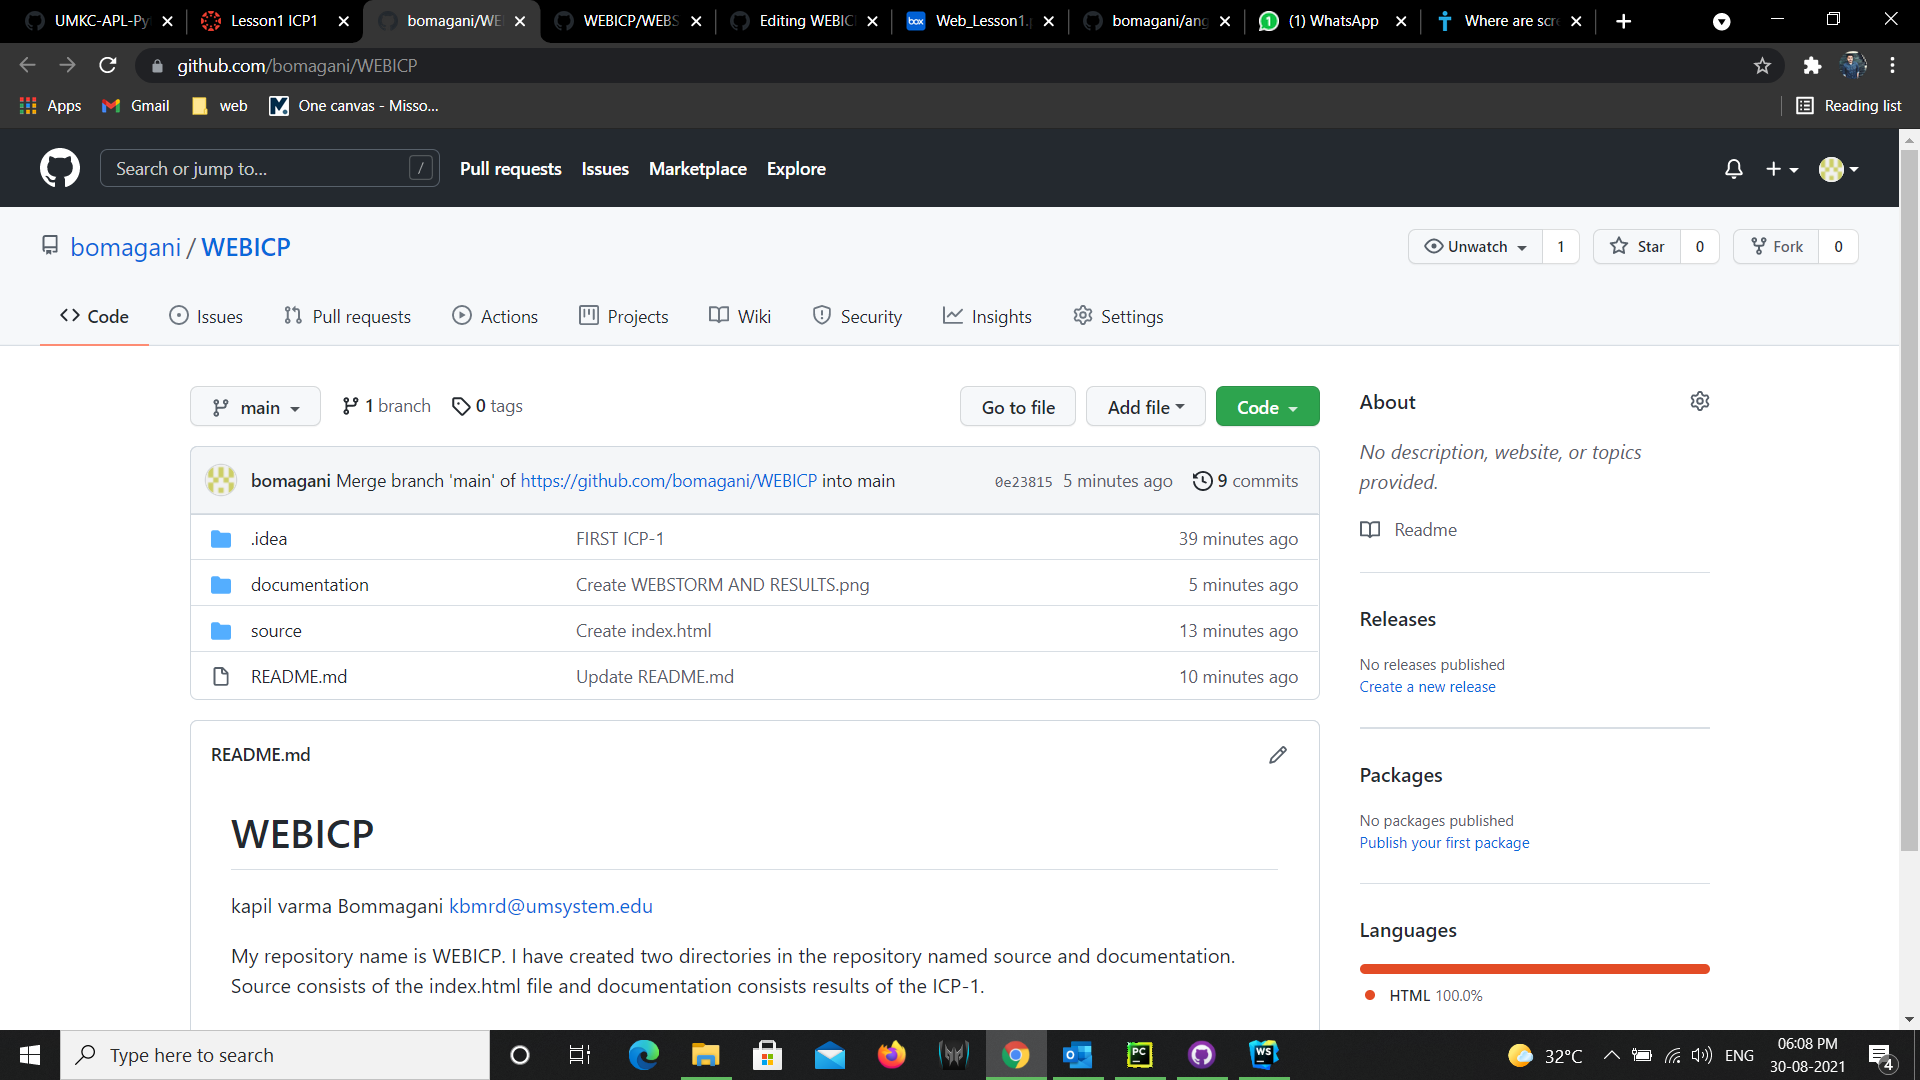 UMKC-APL-Py
Lesson1 ICP1
bomagani/WE
WEBICP/WEBS
Editing WEBIC
Web_Lesson1.
bomagani/ang
(1) WhatsApp
Where are scre
github.com/bomagani/WEBICP
Apps Gmail web One canvas - Misso... Reading list
Search or jump to... / Pull requests Issues Marketplace Explore
bomagani / WEBICP Unwatch 1 Star 0 Fork 0
Code Issues Pull requests Actions Projects Wiki Security Insights Settings
main 1 branch 0 tags Go to file Add file Code
bomagani Merge branch 'main' of https://github.com/bomagani/WEBICP into main 0e23815 5 minutes ago 9 commits
.idea FIRST ICP-1 39 minutes ago
documentation Create WEBSTORM AND RESULTS.png 5 minutes ago
source Create index.html 13 minutes ago
README.md Update README.md 10 minutes ago
README.md
WEBICP
kapil varma Bommagani kbmrd@umsystem.edu
My repository name is WEBICP. I have created two directories in the repository named source and documentation.
Source consists of the index.html file and documentation consists results of the ICP-1.
About
No description, website, or topics
provided.
Readme
Releases
No releases published
Create a new release
Packages
No packages published
Publish your first package
Languages
HTML 100.0%
Type here to search
PC
WS
32°C ENG
06:08 PM
30-08-2021
4